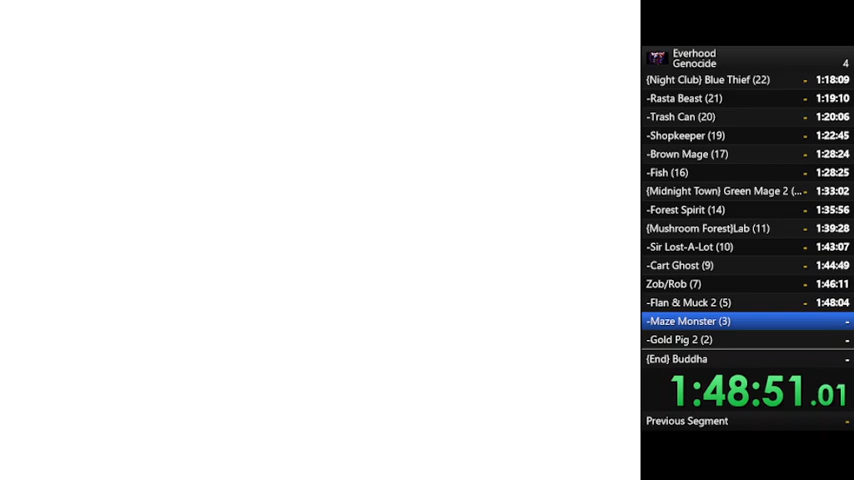 Everhood
Genocide 4
{Night Club} Blue Thief (22) - 1:18:09
-Rasta Beast (21) - 1:19:10
-Trash Can (20) - 1:20:06
-Shopkeeper (19) - 1:22:45
-Brown Mage (17) - 1:28:24
-Fish (16) - 1:28:25
{Midnight Town} Green Mage 2 (... - 1:33:02
-Forest Spirit (14) - 1:35:56
{Mushroom Forest}Lab (11) - 1:39:28
-Sir Lost-A-Lot (10) - 1:43:07
-Cart Ghost (9) - 1:44:49
Zob/Rob (7) - 1:46:11
-Flan & Muck 2 (5) - 1:48:04
-Maze Monster (3) -
-Gold Pig 2 (2) -
{End} Buddha -
1:48:51.01
Previous Segment -